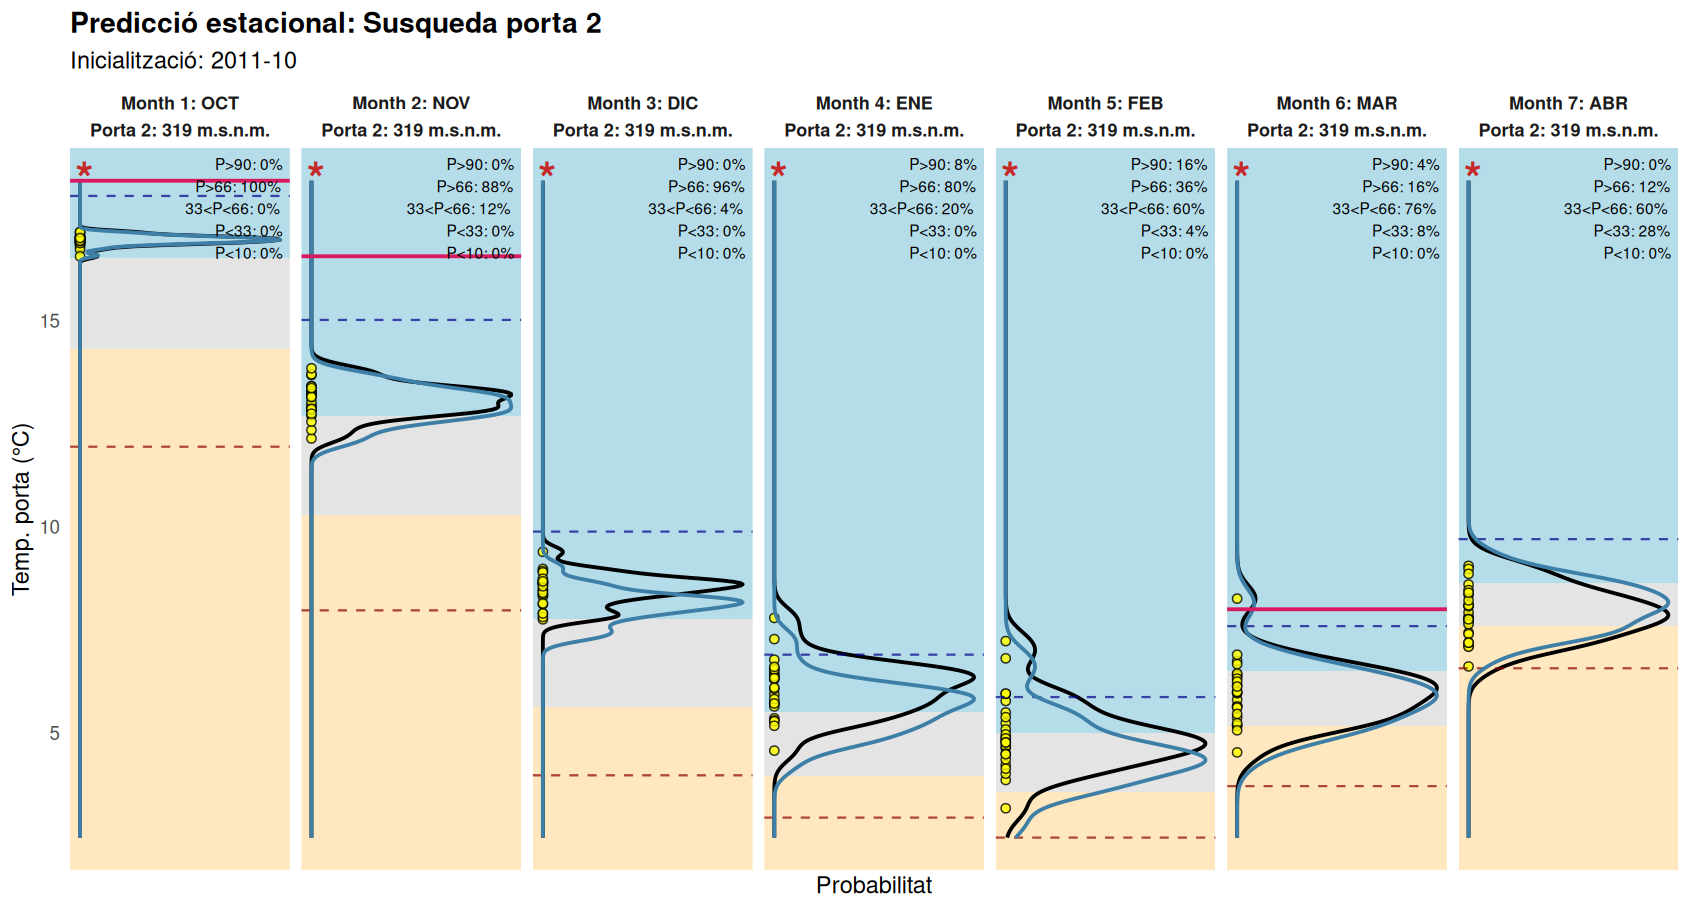 Predicció estacional: Susqueda porta 2
Inicialització: 2011-10
Month 1: OCT
Porta 2: 319 m.s.n.m.
Month 2: NOV
Porta 2: 319 m.s.n.m.
Month 3: DIC
Porta 2: 319 m.s.n.m.
Month 4: ENE
Porta 2: 319 m.s.n.m.
Month 5: FEB
Porta 2: 319 m.s.n.m.
Month 6: MAR
Porta 2: 319 m.s.n.m.
Month 7: ABR
Porta 2: 319 m.s.n.m.
*
P>90: 0%
P>66: 100%
33<P<66: 0%
P<33: 0%
P<10: 0%
*
P>90: 0%
P>66: 88%
33<P<66: 12%
P<33: 0%
P<10: 0%
*
P>90: 0%
P>66: 96%
33<P<66: 4%
P<33: 0%
P<10: 0%
*
P>90: 8%
P>66: 80%
33<P<66: 20%
P<33: 0%
P<10: 0%
*
P>90: 16%
P>66: 36%
33<P<66: 60%
P<33: 4%
P<10: 0%
*
P>90: 4%
P>66: 16%
33<P<66: 76%
P<33: 8%
P<10: 0%
*
P>90: 0%
P>66: 12%
33<P<66: 60%
P<33: 28%
P<10: 0%
15
10
5
Temp. porta (°C)
Probabilitat